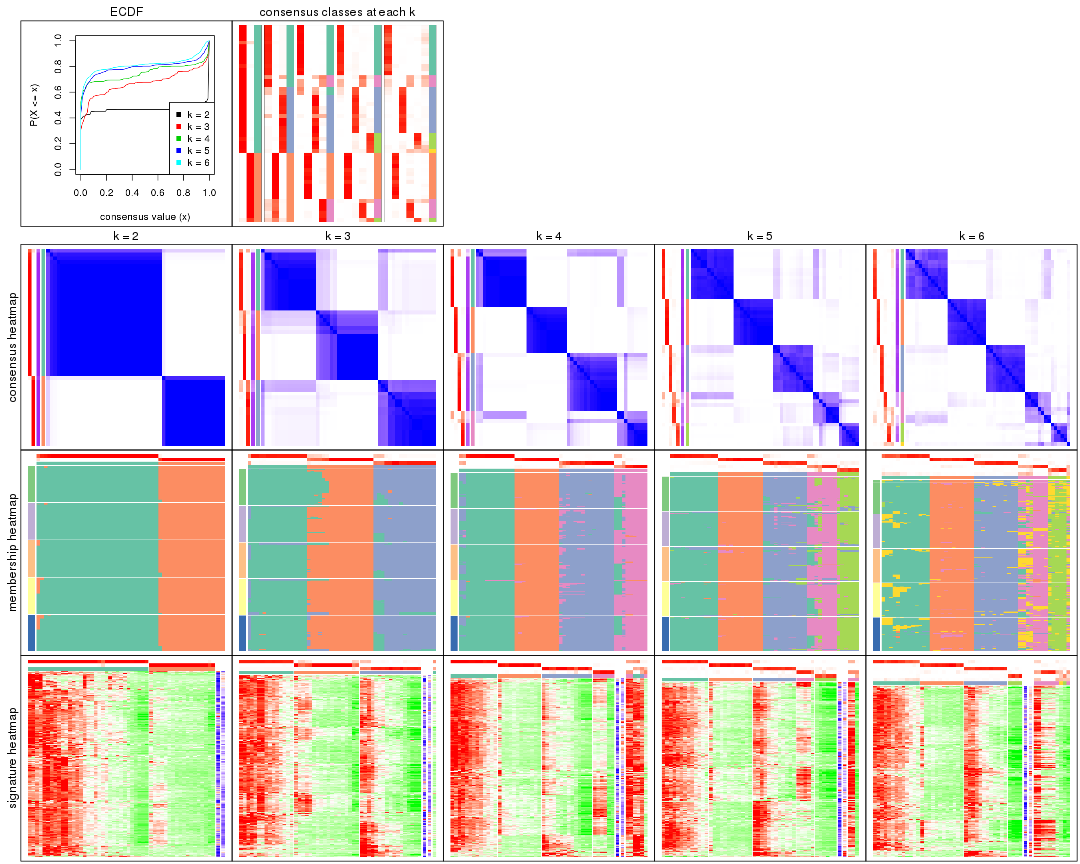 ECDF
consensus classes at each k
P(X <= x)
0.0 0.2 0.4 0.6 0.8 1.0
k = 2
k = 3
k = 4
k = 5
k = 6
0.0 0.2 0.4 0.6 0.8 1.0
consensus value (x)
k = 2 k = 3 k = 4 k = 5 k = 6
consensus heatmap
membership heatmap
signature heatmap